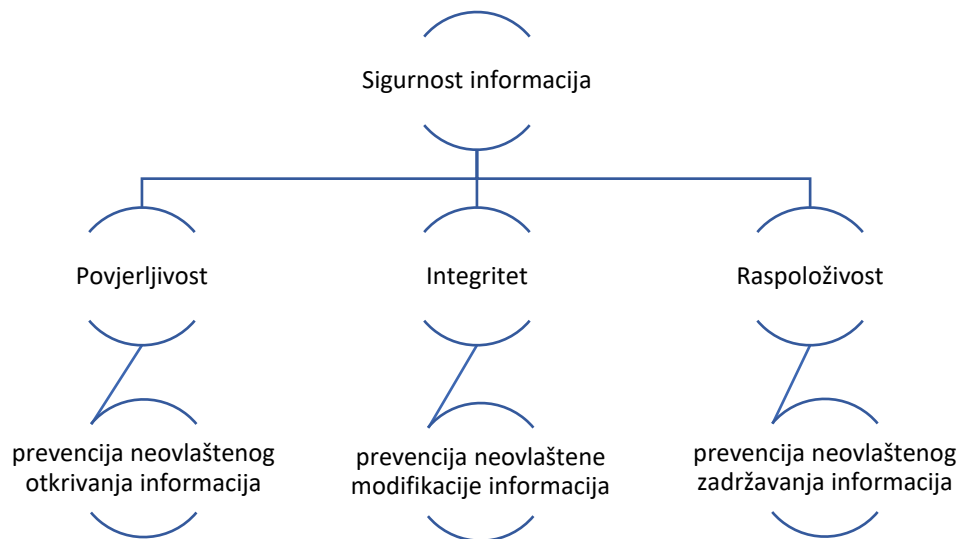 Sigurnost informacija
Povjerljivost
Integritet
Raspoloživost
prevencija neovlaštenog
otkrivanja informacija
prevencija neovlaštene
modifikacije informacija
prevencija neovlaštenog
zadržavanja informacija